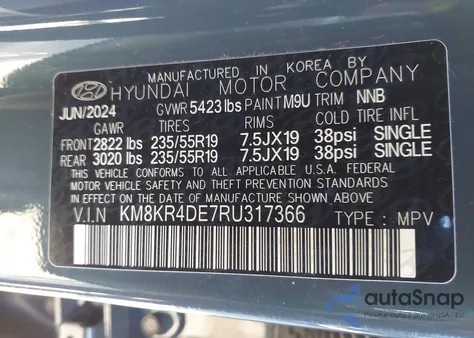 MANUFACTURED IN KOREA BY
HYUNDAI MOTOR COMPANY
JUN/2024 GVWR 5423 lbs PAINT M9U TRIM NNB
GAWR TIRES RIMS COLD TIRE INFL
FRONT 2822 lbs 235/55R19 7.5JX19 38psi SINGLE
REAR 3020 lbs 235/55R19 7.5JX19 38psi SINGLE
THIS VEHICLE CONFORMS TO ALL APPLICABLE U.S.A. FEDERAL
MOTOR VEHICLE SAFETY, BUMPER, AND THEFT PREVENTION STANDARDS
IN EFFECT ON THE DATE OF MANUFACTURE SHOWN ABOVE.
V.I.N KM8KR4DE7RU317366 TYPE : MPV
autoSnap